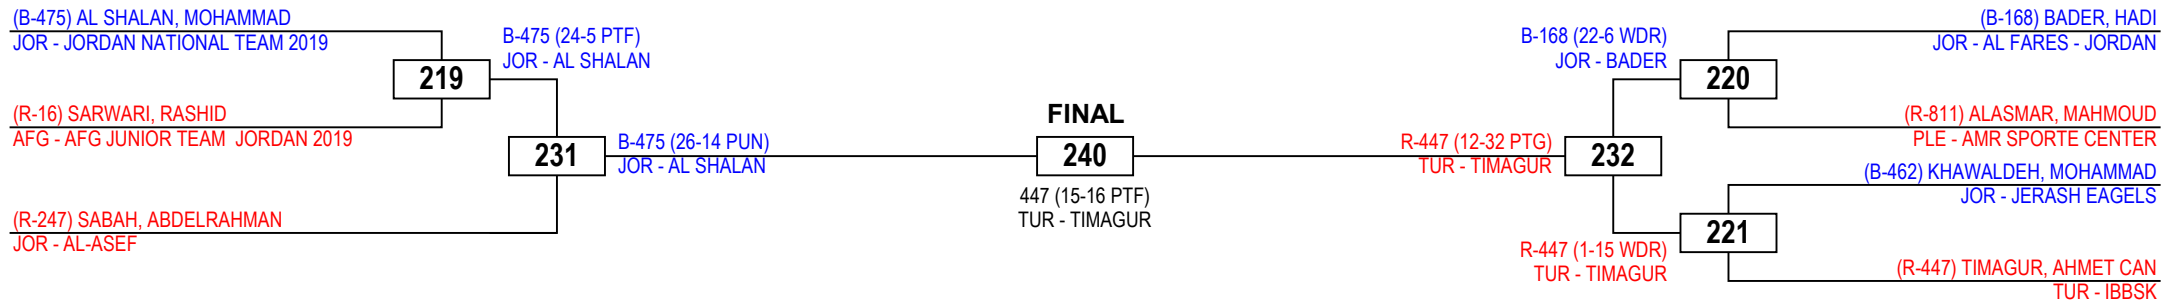 (B-475) AL SHALAN, MOHAMMAD
JOR - JORDAN NATIONAL TEAM 2019
B-475 (24-5 PTF)
JOR - AL SHALAN
219
(R-16) SARWARI, RASHID
AFG - AFG JUNIOR TEAM  JORDAN 2019
231
B-475 (26-14 PUN)
JOR - AL SHALAN
(R-247) SABAH, ABDELRAHMAN
JOR - AL-ASEF
FINAL
240
447 (15-16 PTF)
TUR - TIMAGUR
B-168 (22-6 WDR)
JOR - BADER
(B-168) BADER, HADI
JOR - AL FARES - JORDAN
220
(R-811) ALASMAR, MAHMOUD
PLE - AMR SPORTE CENTER
R-447 (12-32 PTG)
TUR - TIMAGUR
232
(B-462) KHAWALDEH, MOHAMMAD
JOR - JERASH EAGELS
221
R-447 (1-15 WDR)
TUR - TIMAGUR
(R-447) TIMAGUR, AHMET CAN
TUR - IBBSK